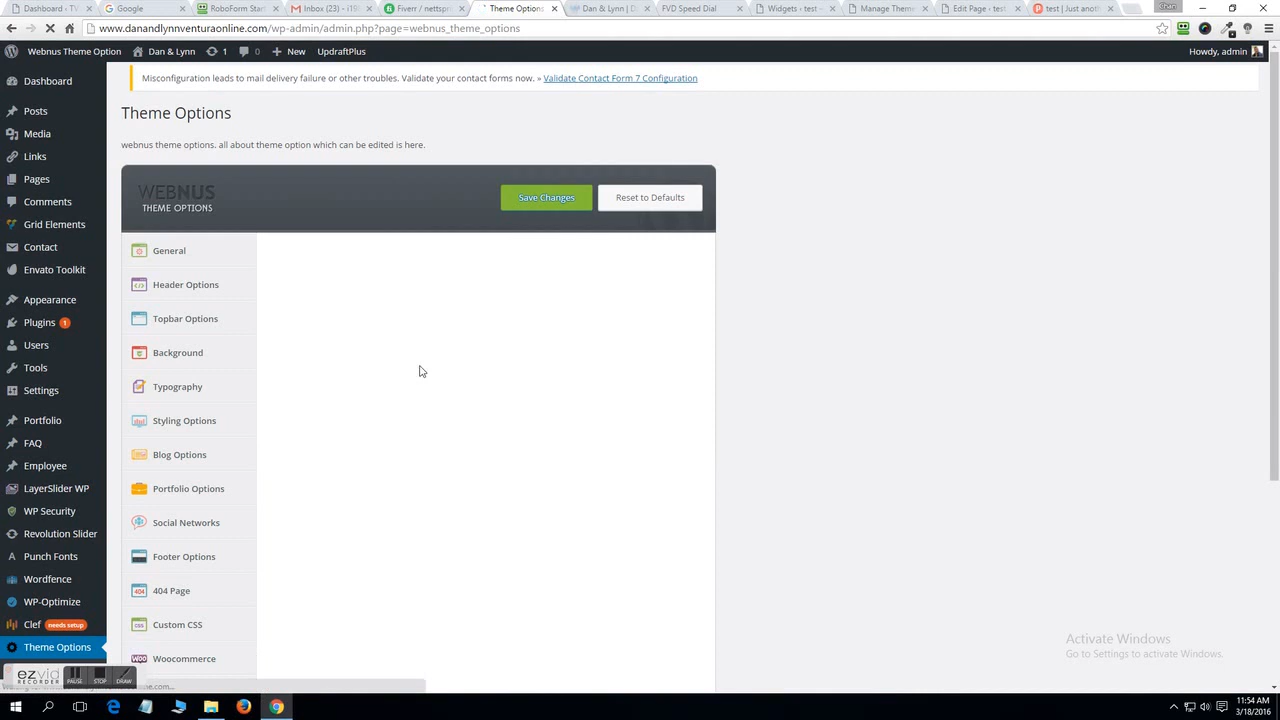 Dashboard ‹ TV
Google
RoboForm Start
Inbox (23) - i19
Fiverr / nettspri
Theme Options
Dan & Lynn |
FVD Speed Dial
Widgets ‹ test —
Manage Theme
Edit Page ‹ test
test | Just anoth
Khan
www.danandlynnventuraonline.com/wp-admin/admin.php?page=webnus_theme_options
Webnus Theme Option
Dan & Lynn
1
0
New
UpdraftPlus
Howdy, admin
Misconfiguration leads to mail delivery failure or other troubles. Validate your contact forms now. » Validate Contact Form 7 Configuration
Theme Options
webnus theme options. all about theme option which can be edited is here.
WEBNUS
THEME OPTIONS
Save Changes
Reset to Defaults
Dashboard
Posts
Media
Links
Pages
Comments
Grid Elements
Contact
Envato Toolkit
Appearance
Plugins 1
Users
Tools
Settings
Portfolio
FAQ
Employee
LayerSlider WP
WP Security
Revolution Slider
Punch Fonts
Wordfence
WP-Optimize
Clef needs setup
Theme Options
General
Header Options
Topbar Options
Background
Typography
Styling Options
Blog Options
Portfolio Options
Social Networks
Footer Options
404 Page
Custom CSS
Woocommerce
Activate Windows
Go to Settings to activate Windows.
ezvid
RECORDER
PAUSE
STOP
DRAW
11:54 AM
3/18/2016